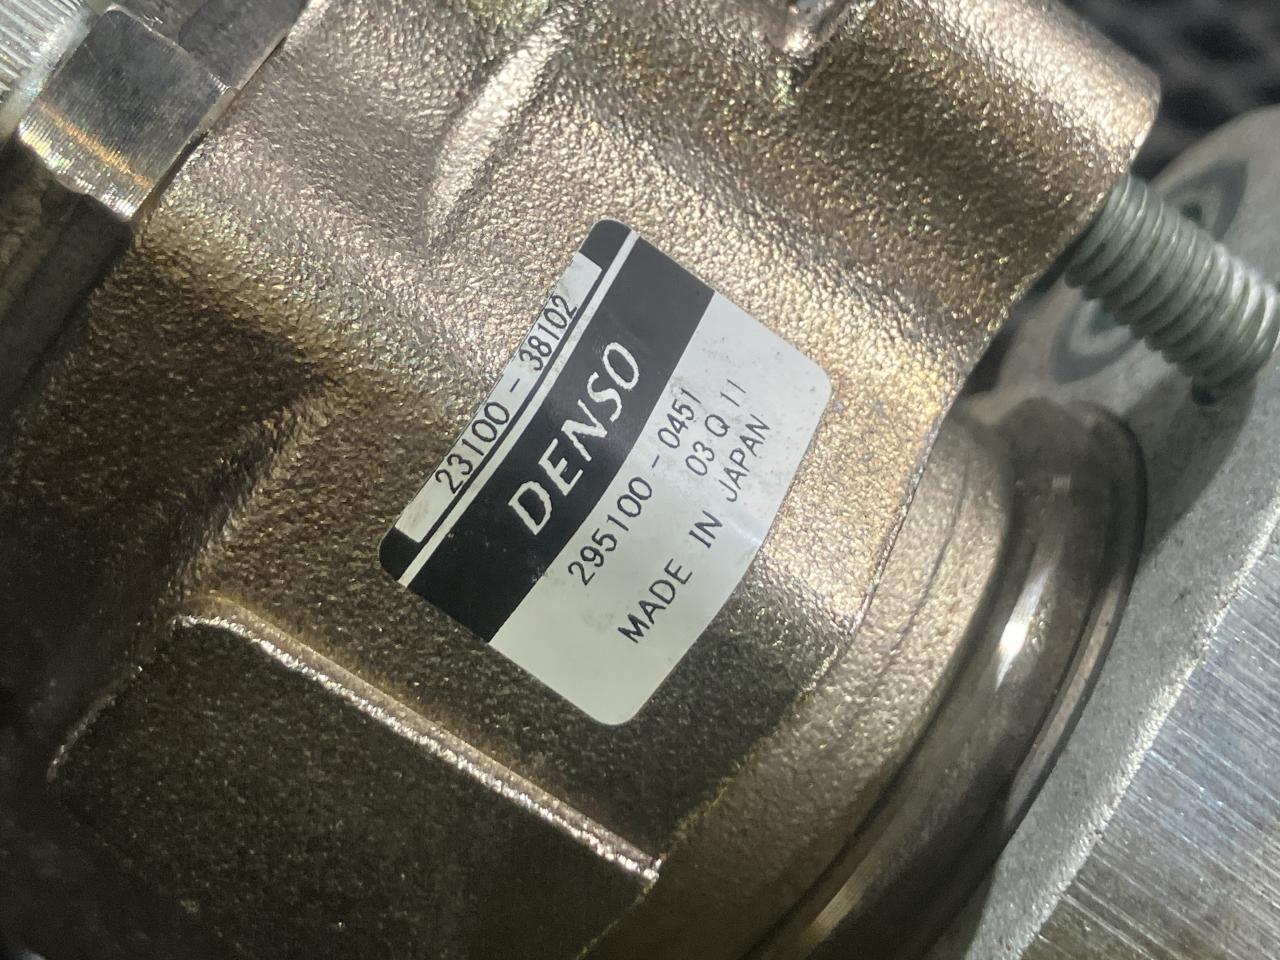 23100-38102
DENSO
295100-0451
03 Q 11
MADE IN JAPAN